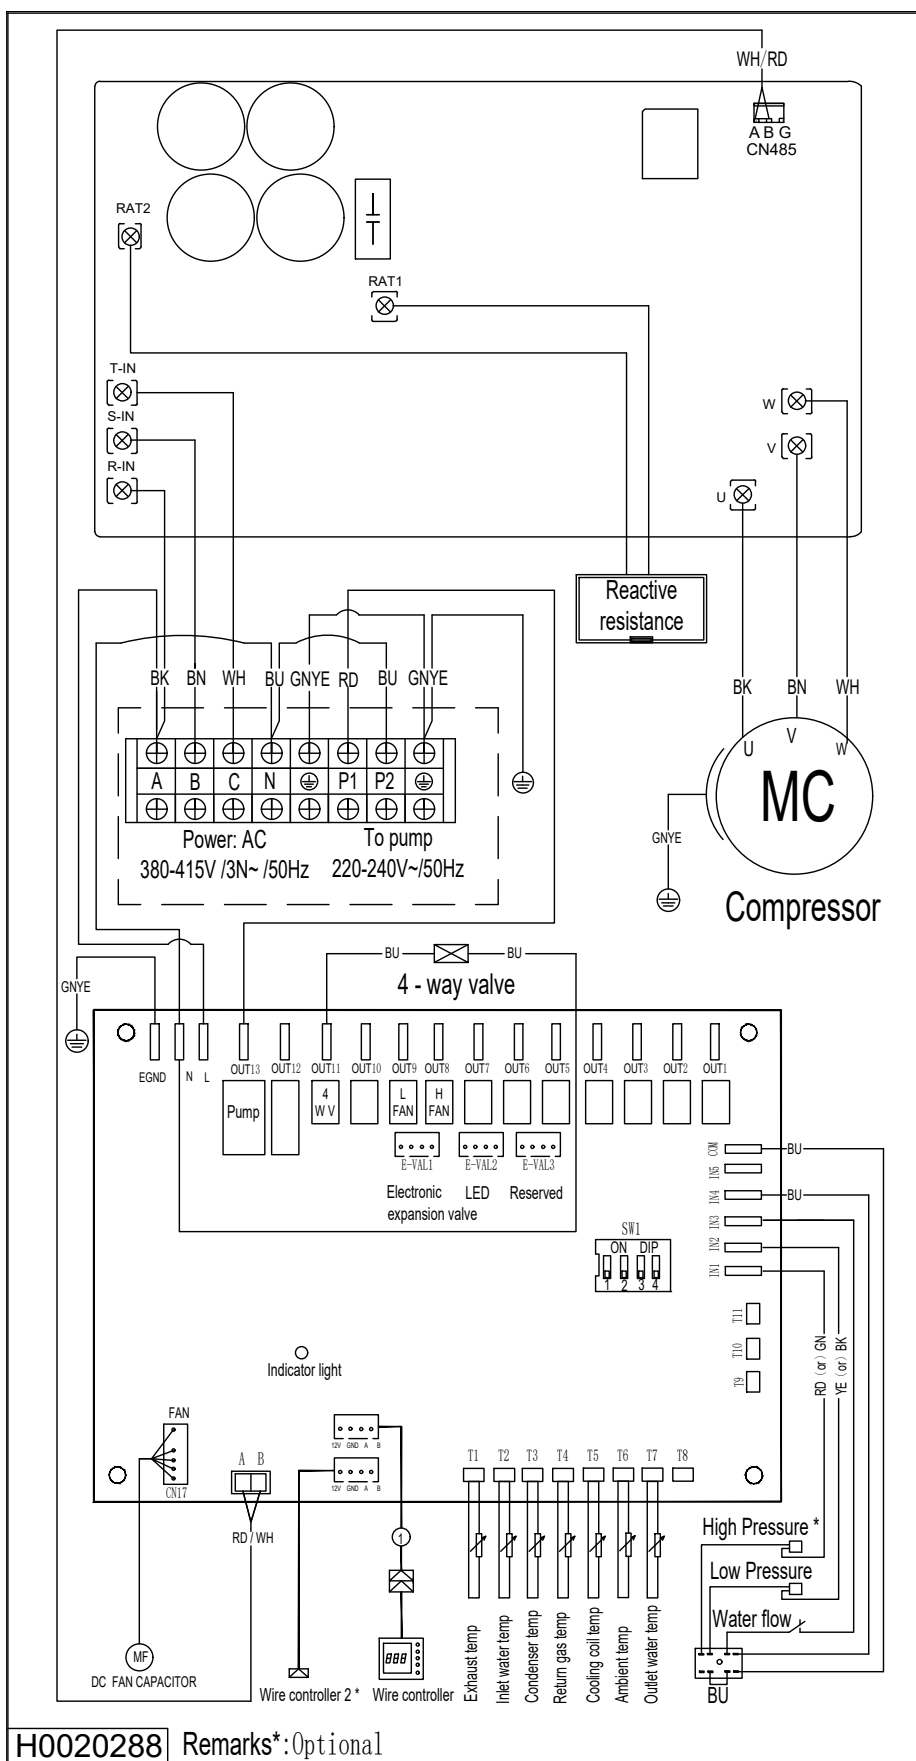 WH/RD
A B G
CN485
RAT2
RAT1
T-IN
S-IN
R-IN
W
V
U
Reactive
resistance
BK BN WH BU GNYE RD BU GNYE
BK BN WH
A B C N P1 P2
Power: AC
380-415V /3N~ /50Hz
To pump
220-240V~/50Hz
U V W
MC
GNYE
Compressor
BU BU
4 - way valve
GNYE
EGND N L
OUT13 OUT12 OUT11 OUT10 OUT9 OUT8 OUT7 OUT6 OUT5 OUT4 OUT3 OUT2 OUT1
Pump
4
W V
L
FAN
H
FAN
E-VAL1 E-VAL2 E-VAL3
Electronic
expansion valve
LED
Reserved
COM
IN5
IN4
IN3
IN2
IN1
BU
BU
SW1
ON DIP
1 2 3 4
T11
T10
T9
RD (or) GN
YE (or) BK
Indicator light
FAN
CN17
A B
RD / WH
12V GND A B
12V GND A B
1
T1 T2 T3 T4 T5 T6 T7 T8
Exhaust temp
Inlet water temp
Condenser temp
Return gas temp
Cooling coil temp
Ambient temp
Outlet water temp
High Pressure *
Low Pressure
Water flow
BU
MF
DC FAN CAPACITOR
Wire controller 2 *
888
Wire controller
H0020288
Remarks*:Optional